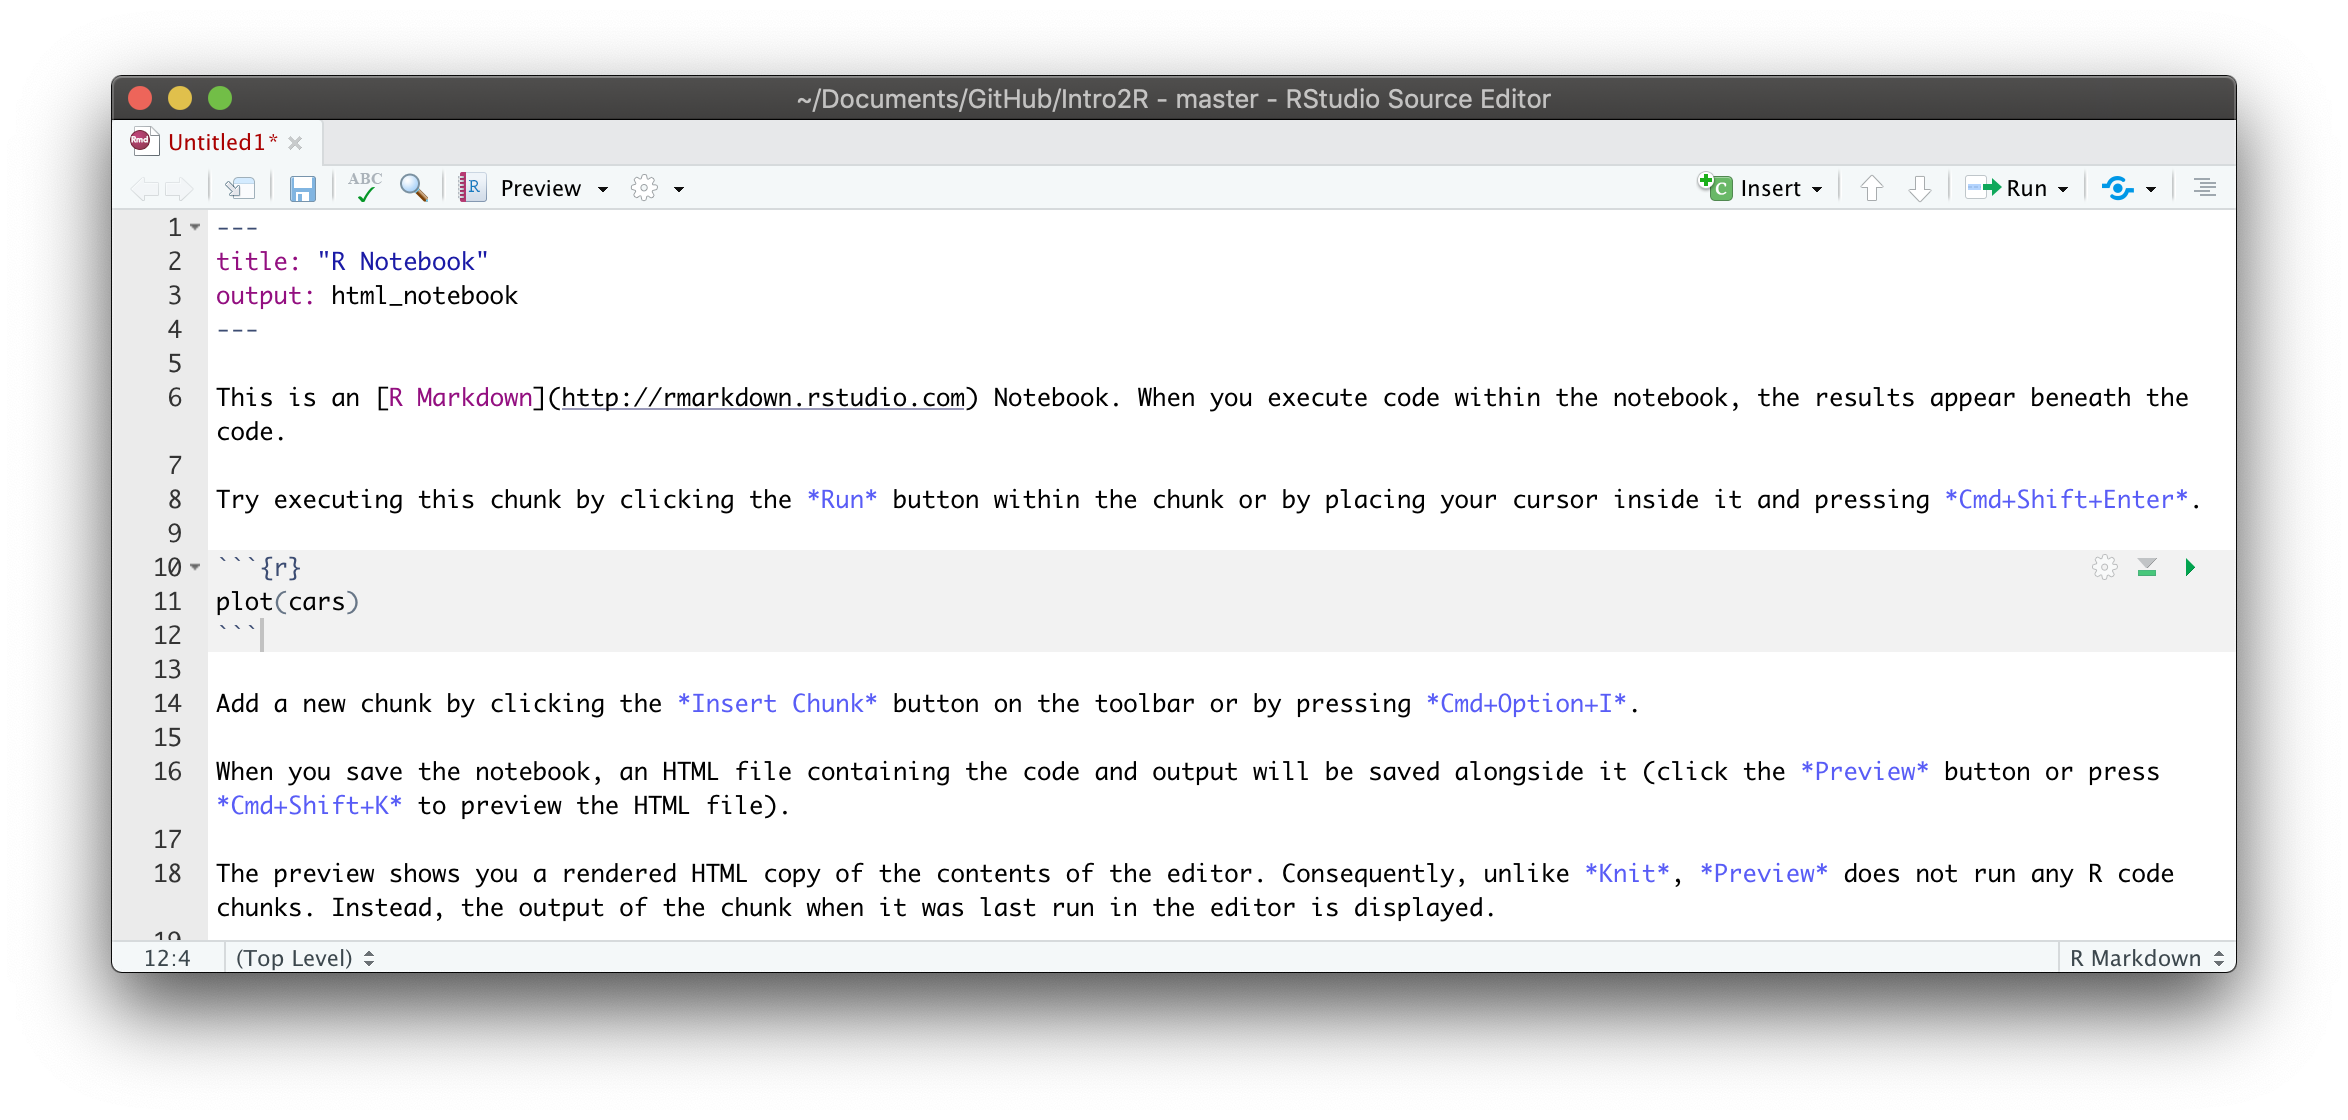 ~/Documents/GitHub/Intro2R - master - RStudio Source Editor
Rmd Untitled1* ×
ABC R Preview C Insert Run
1 ---
2 title: "R Notebook"
3 output: html_notebook
4 ---
5
6 This is an [R Markdown](http://rmarkdown.rstudio.com) Notebook. When you execute code within the notebook, the results appear beneath the
code.
7
8 Try executing this chunk by clicking the *Run* button within the chunk or by placing your cursor inside it and pressing *Cmd+Shift+Enter*.
9
10 ```{r}
11 plot(cars)
12 ```
13
14 Add a new chunk by clicking the *Insert Chunk* button on the toolbar or by pressing *Cmd+Option+I*.
15
16 When you save the notebook, an HTML file containing the code and output will be saved alongside it (click the *Preview* button or press
*Cmd+Shift+K* to preview the HTML file).
17
18 The preview shows you a rendered HTML copy of the contents of the editor. Consequently, unlike *Knit*, *Preview* does not run any R code
chunks. Instead, the output of the chunk when it was last run in the editor is displayed.
19
12:4 (Top Level) R Markdown